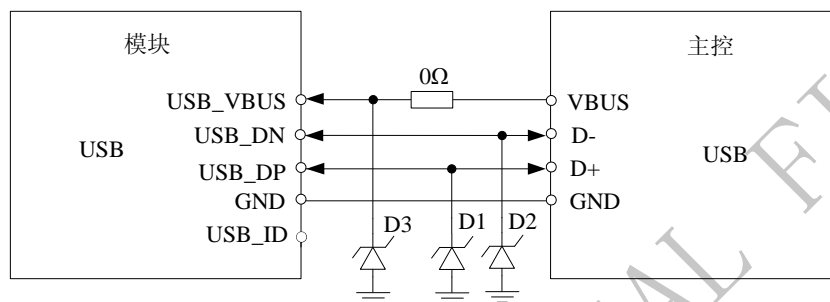 模块
主控
0Ω
USB_VBUS
VBUS
USB_DN
D-
USB
USB
USB_DP
D+
GND
GND
USB_ID
D3
D1
D2